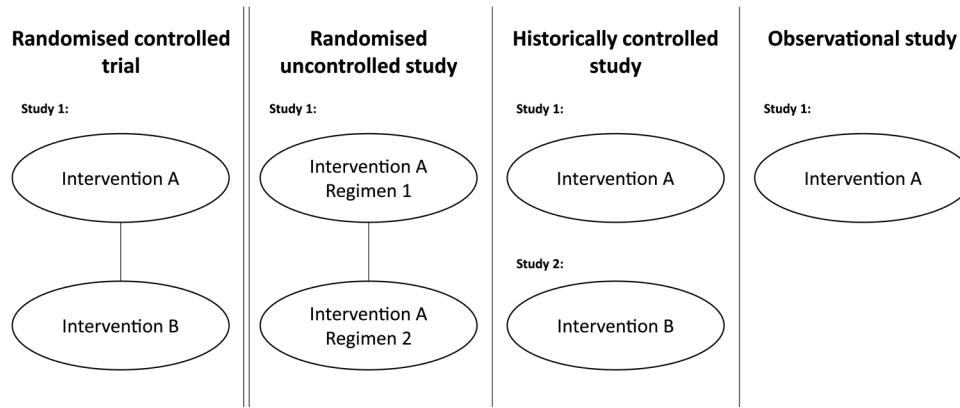 Randomised controlled
trial
Study 1:
Intervention A
Intervention B
Randomised
uncontrolled study
Study 1:
Intervention A
Regimen 1
Intervention A
Regimen 2
Historically controlled
study
Study 1:
Intervention A
Study 2:
Intervention B
Observational study
Study 1:
Intervention A